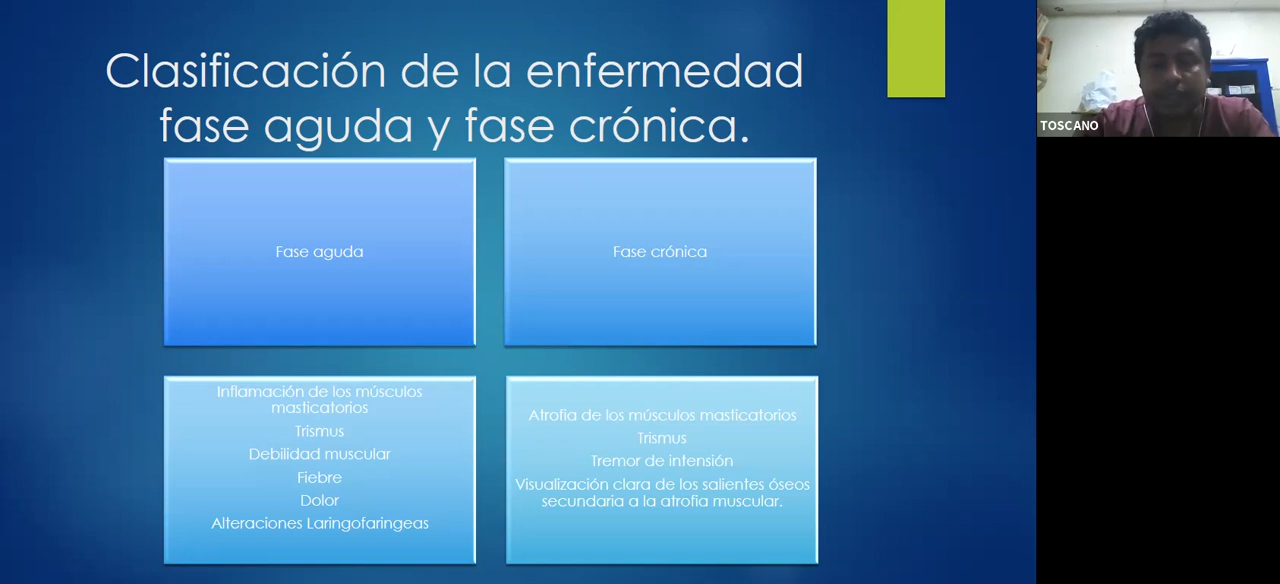 Clasificación de la enfermedad
fase aguda y fase crónica.
TOSCANO
Fase aguda
Fase crónica
Inflamación de los músculos
masticatorios
Trismus
Debilidad muscular
Fiebre
Dolor
Alteraciones Laringofaringeas
Atrofia de los músculos masticatorios
Trismus
Tremor de intensión
Visualización clara de los salientes óseos
secundaria a la atrofia muscular.